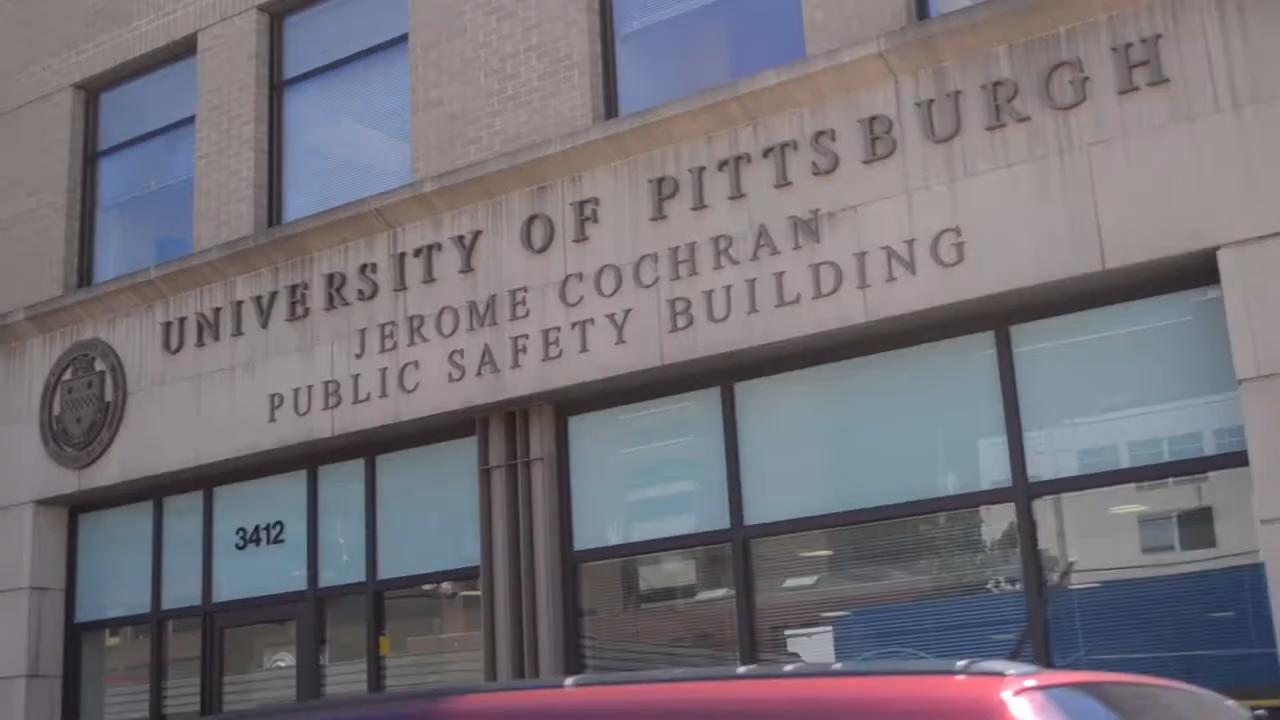 UNIVERSITY OF PITTSBURGH
JEROME COCHRAN
PUBLIC SAFETY BUILDING
3412